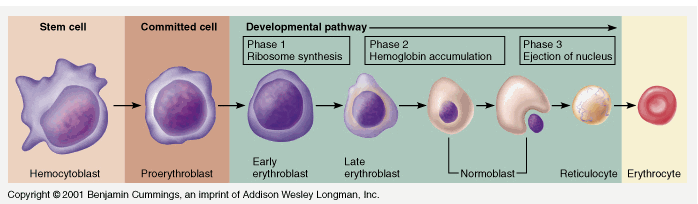 Stem cell
Committed cell
Developmental pathway
Phase 1
Ribosome synthesis
Phase 2
Hemoglobin accumulation
Phase 3
Ejection of nucleus
Hemocytoblast
Proerythroblast
Early
erythroblast
Late
erythroblast
Normoblast
Reticulocyte
Erythrocyte
Copyright © 2001 Benjamin Cummings, an imprint of Addison Wesley Longman, Inc.